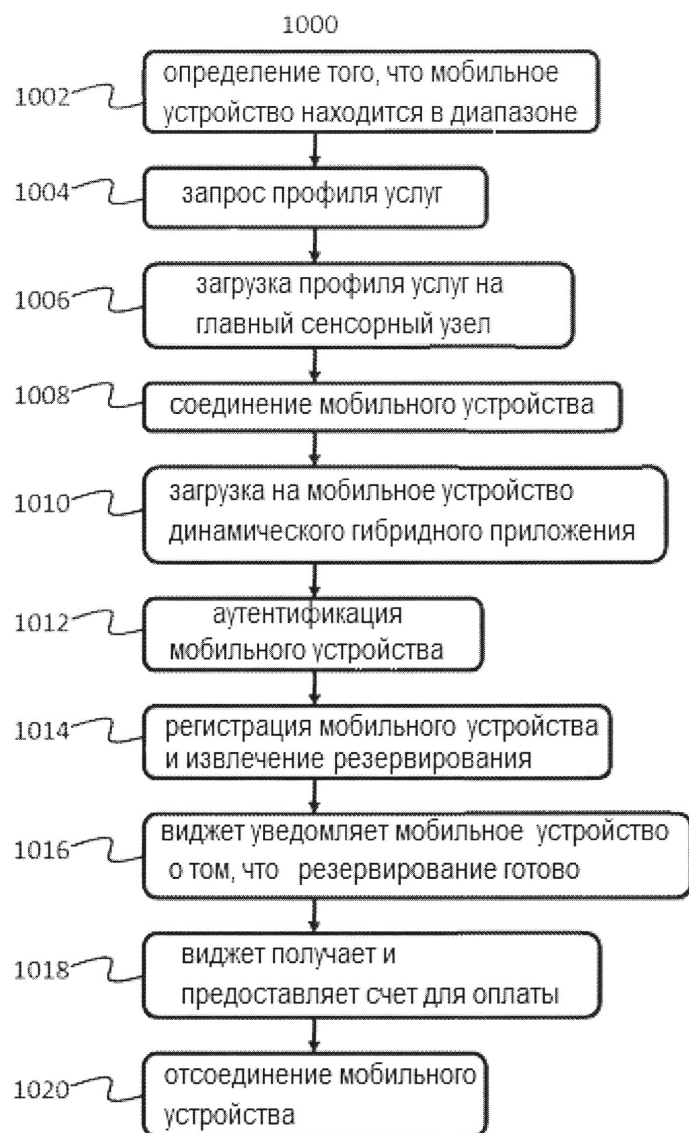 1000
1002
определение того, что мобильное
устройство находится в диапазоне
1004
запрос профиля услуг
1006
загрузка профиля услуг на
главный сенсорный узел
1008
соединение мобильного устройства
1010
загрузка на мобильное устройство
динамического гибридного приложения
1012
аутентификация
мобильного устройства
1014
регистрация мобильного устройства
и извлечение резервирования
1016
виджет уведомляет мобильное устройство
о том, что резервирование готово
1018
виджет получает и
предоставляет счет для оплаты
1020
отсоединение мобильного
устройства